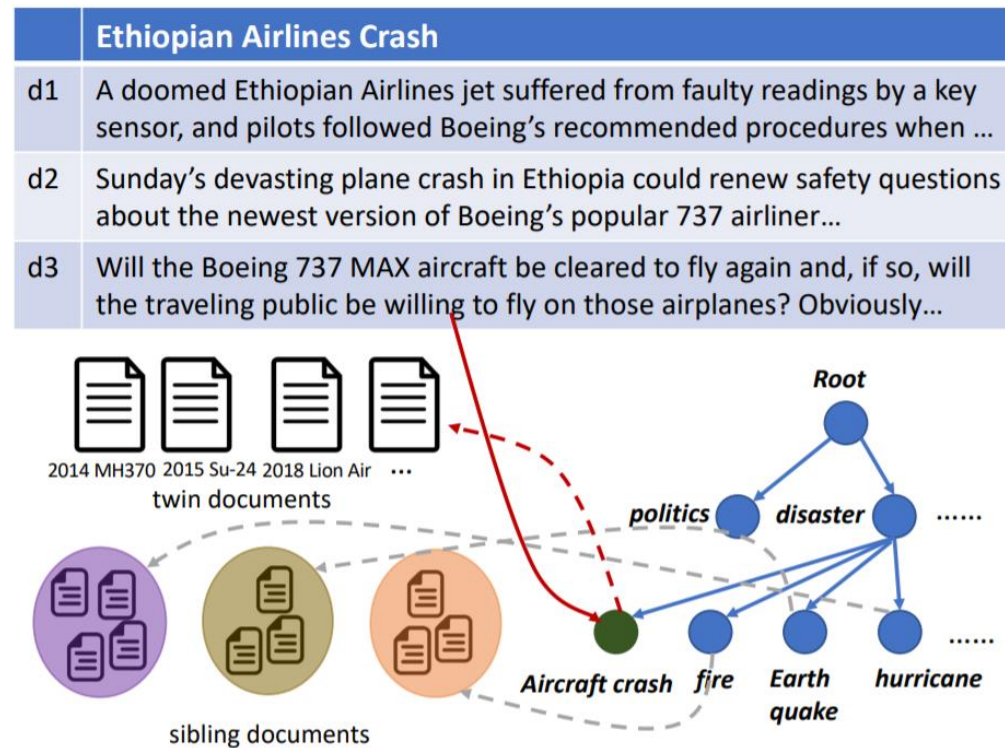 Ethiopian Airlines Crash
d1 A doomed Ethiopian Airlines jet suffered from faulty readings by a key
sensor, and pilots followed Boeing's recommended procedures when ...
d2 Sunday's devasting plane crash in Ethiopia could renew safety questions
about the newest version of Boeing's popular 737 airliner...
d3 Will the Boeing 737 MAX aircraft be cleared to fly again and, if so, will
the traveling public be willing to fly on those airplanes? Obviously...
Root
2014 MH370 2015 Su-24 2018 Lion Air ...
twin documents
politics disaster ......
......
Aircraft crash fire Earth hurricane
quake
sibling documents